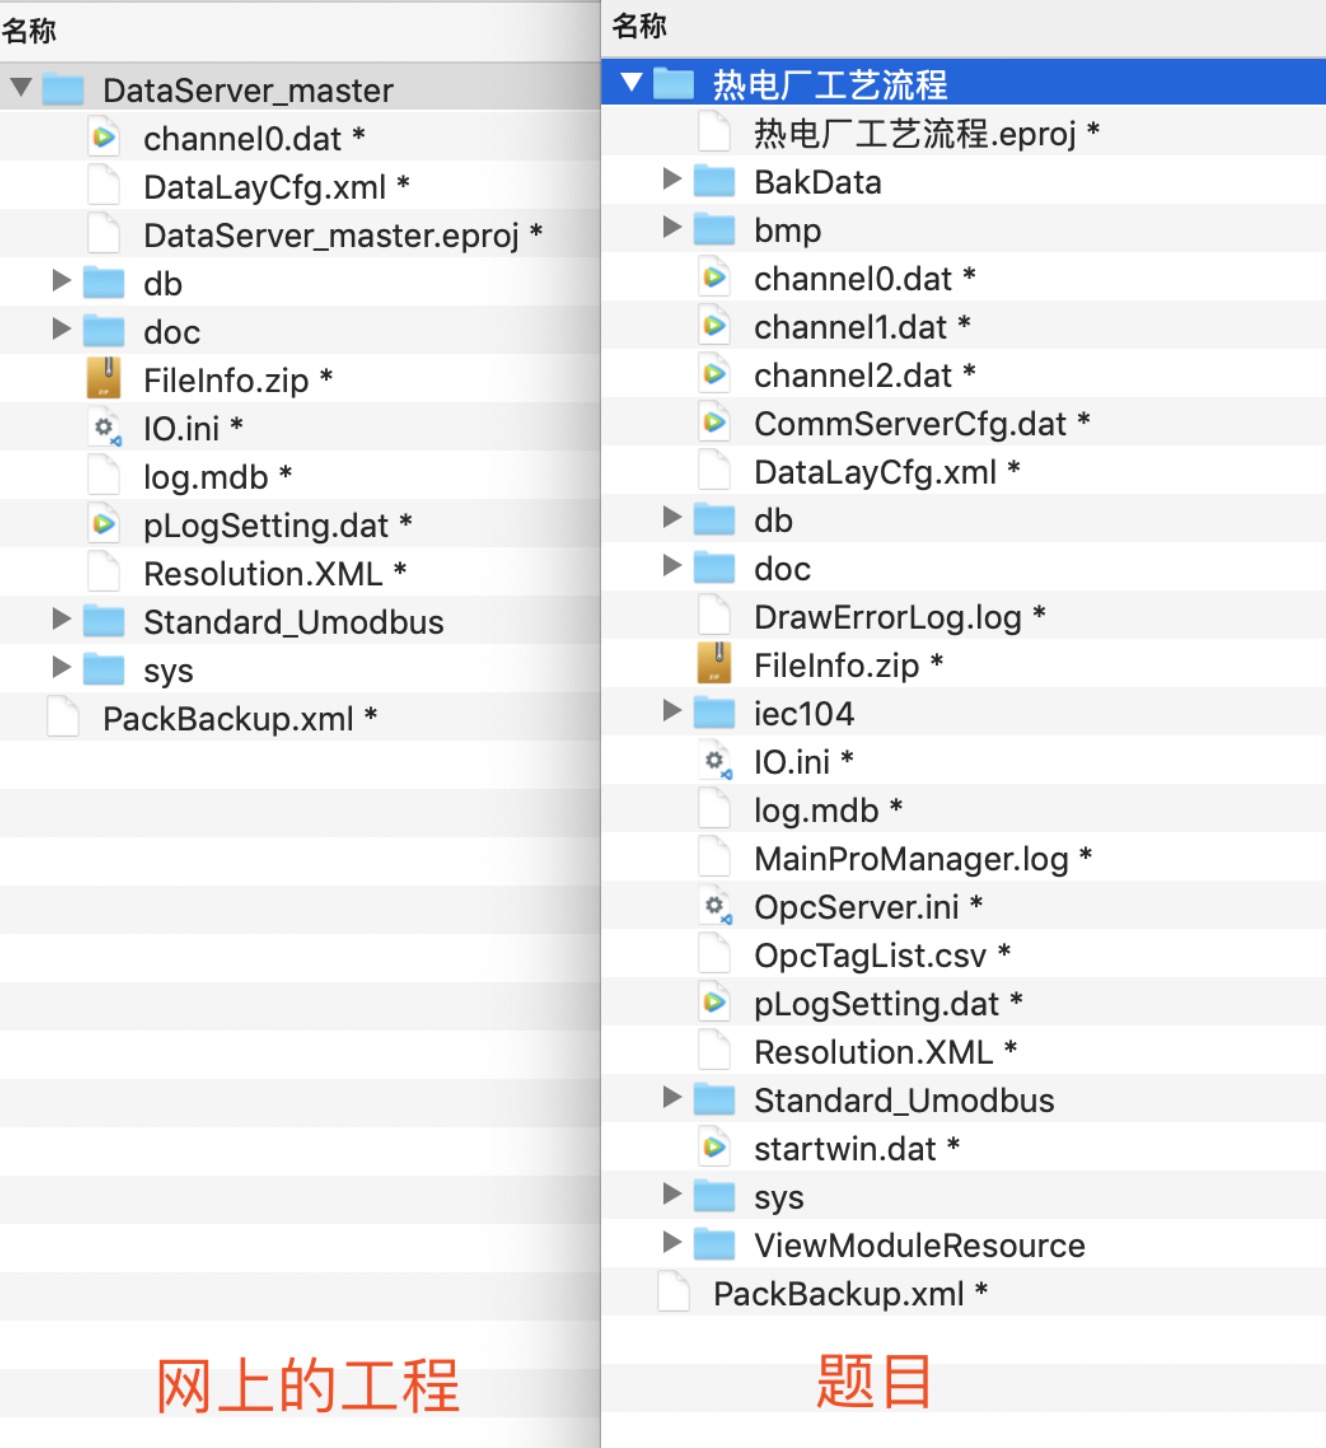 名称
DataServer_master
channel0.dat *
DataLayCfg.xml *
DataServer_master.eproj *
db
doc
FileInfo.zip *
IO.ini *
log.mdb *
pLogSetting.dat *
Resolution.XML *
Standard_Umodbus
sys
PackBackup.xml *
网上的工程
名称
热电厂工艺流程
热电厂工艺流程.eproj *
BakData
bmp
channel0.dat *
channel1.dat *
channel2.dat *
CommServerCfg.dat *
DataLayCfg.xml *
db
doc
DrawErrorLog.log *
FileInfo.zip *
iec104
IO.ini *
log.mdb *
MainProManager.log *
OpcServer.ini *
OpcTagList.csv *
pLogSetting.dat *
Resolution.XML *
Standard_Umodbus
startwin.dat *
sys
ViewModuleResource
PackBackup.xml *
题目